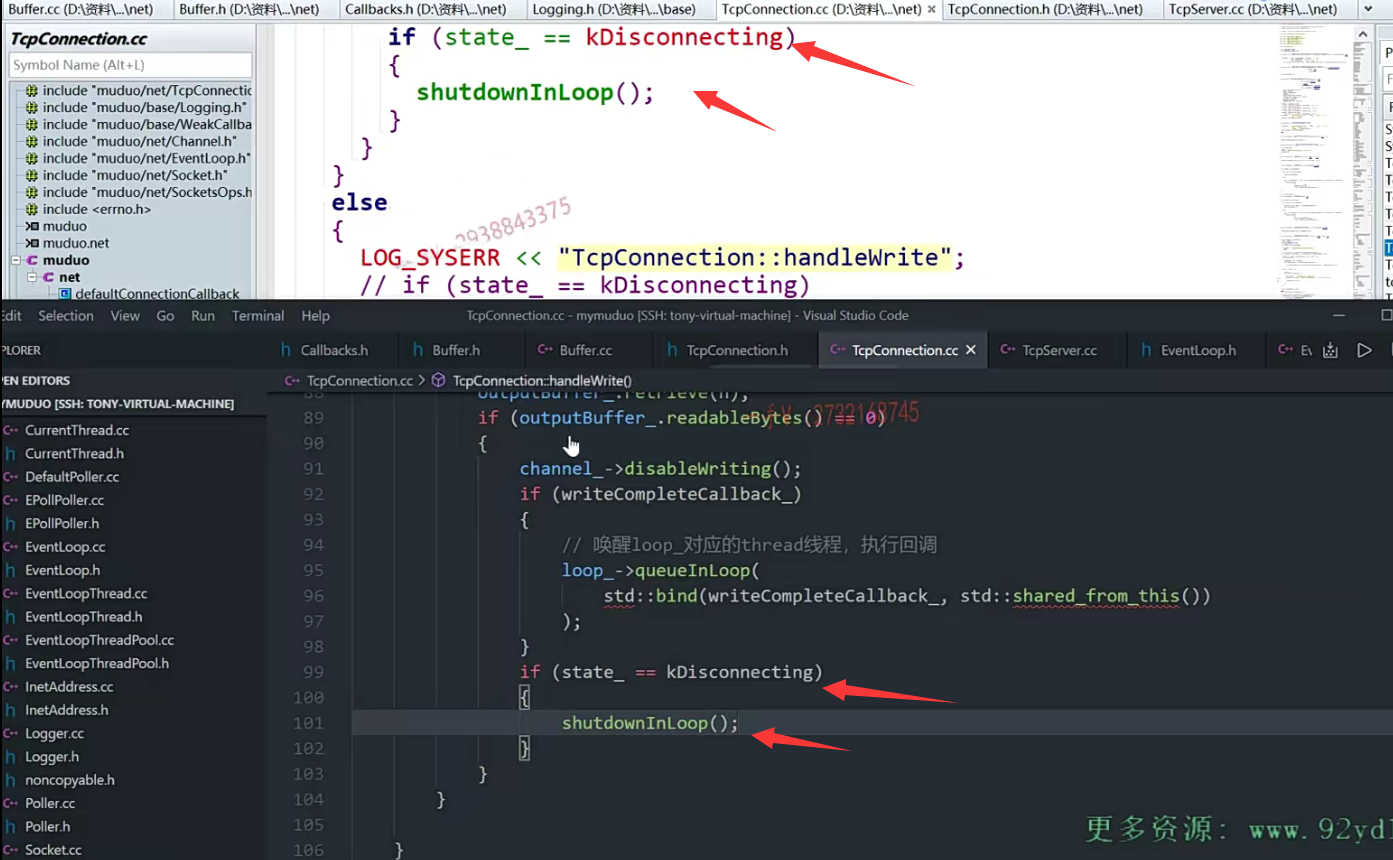 Buffer.cc (D:\资料\...\net) Buffer.h (D:\资料\...\net) Callbacks.h (D:\资料\...\net) Logging.h (D:\资料\...\base) TcpConnection.cc (D:\资料\...\net) × TcpConnection.h (D:\资料\...\net) TcpServer.cc (D:\资料\...\net)
TcpConnection.cc
Symbol Name (Alt+L)
include "muduo/net/TcpConnectic
include "muduo/base/Logging.h"
include "muduo/base/WeakCallba
include "muduo/net/Channel.h"
include "muduo/net/EventLoop.h"
include "muduo/net/Socket.h"
include "muduo/net/SocketsOps.h
include <errno.h>
muduo
muduo.net
muduo
net
defaultConnectionCallback
if (state_ == kDisconnecting)
{
shutdownInLoop();
}
}
}
else
{
2938843375
LOG_SYSERR << "TcpConnection::handleWrite";
// if (state_ == kDisconnecting)
Edit Selection View Go Run Terminal Help
TcpConnection.cc - mymuduo [SSH: tony-virtual-machine] - Visual Studio Code
PLORER
h Callbacks.h h Buffer.h C++ Buffer.cc h TcpConnection.h C++ TcpConnection.cc × C++ TcpServer.cc h EventLoop.h C++ Ev
EN EDITORS
YMUDUO [SSH: TONY-VIRTUAL-MACHINE]
C++ CurrentThread.cc
h CurrentThread.h
C++ DefaultPoller.cc
C++ EPollPoller.cc
h EPollPoller.h
C++ EventLoop.cc
h EventLoop.h
C++ EventLoopThread.cc
h EventLoopThread.h
C++ EventLoopThreadPool.cc
h EventLoopThreadPool.h
C++ InetAddress.cc
h InetAddress.h
C++ Logger.cc
h Logger.h
h noncopyable.h
C++ Poller.cc
h Poller.h
C++ Socket.cc
C++ TcpConnection.cc > TcpConnection::handleWrite()
88 outputBuffer_.retrieve(n);
89 if (outputBuffer_.readableBytes() == 0)
90 {
91 channel_->disableWriting();
92 if (writeCompleteCallback_)
93 {
94 // 唤醒loop_对应的thread线程，执行回调
95 loop_->queueInLoop(
96 std::bind(writeCompleteCallback_, std::shared_from_this())
97 );
98 }
99 if (state_ == kDisconnecting)
100 {
101 shutdownInLoop();
102 }
103 }
104 }
105
106 }
更多资源: www.92yd1